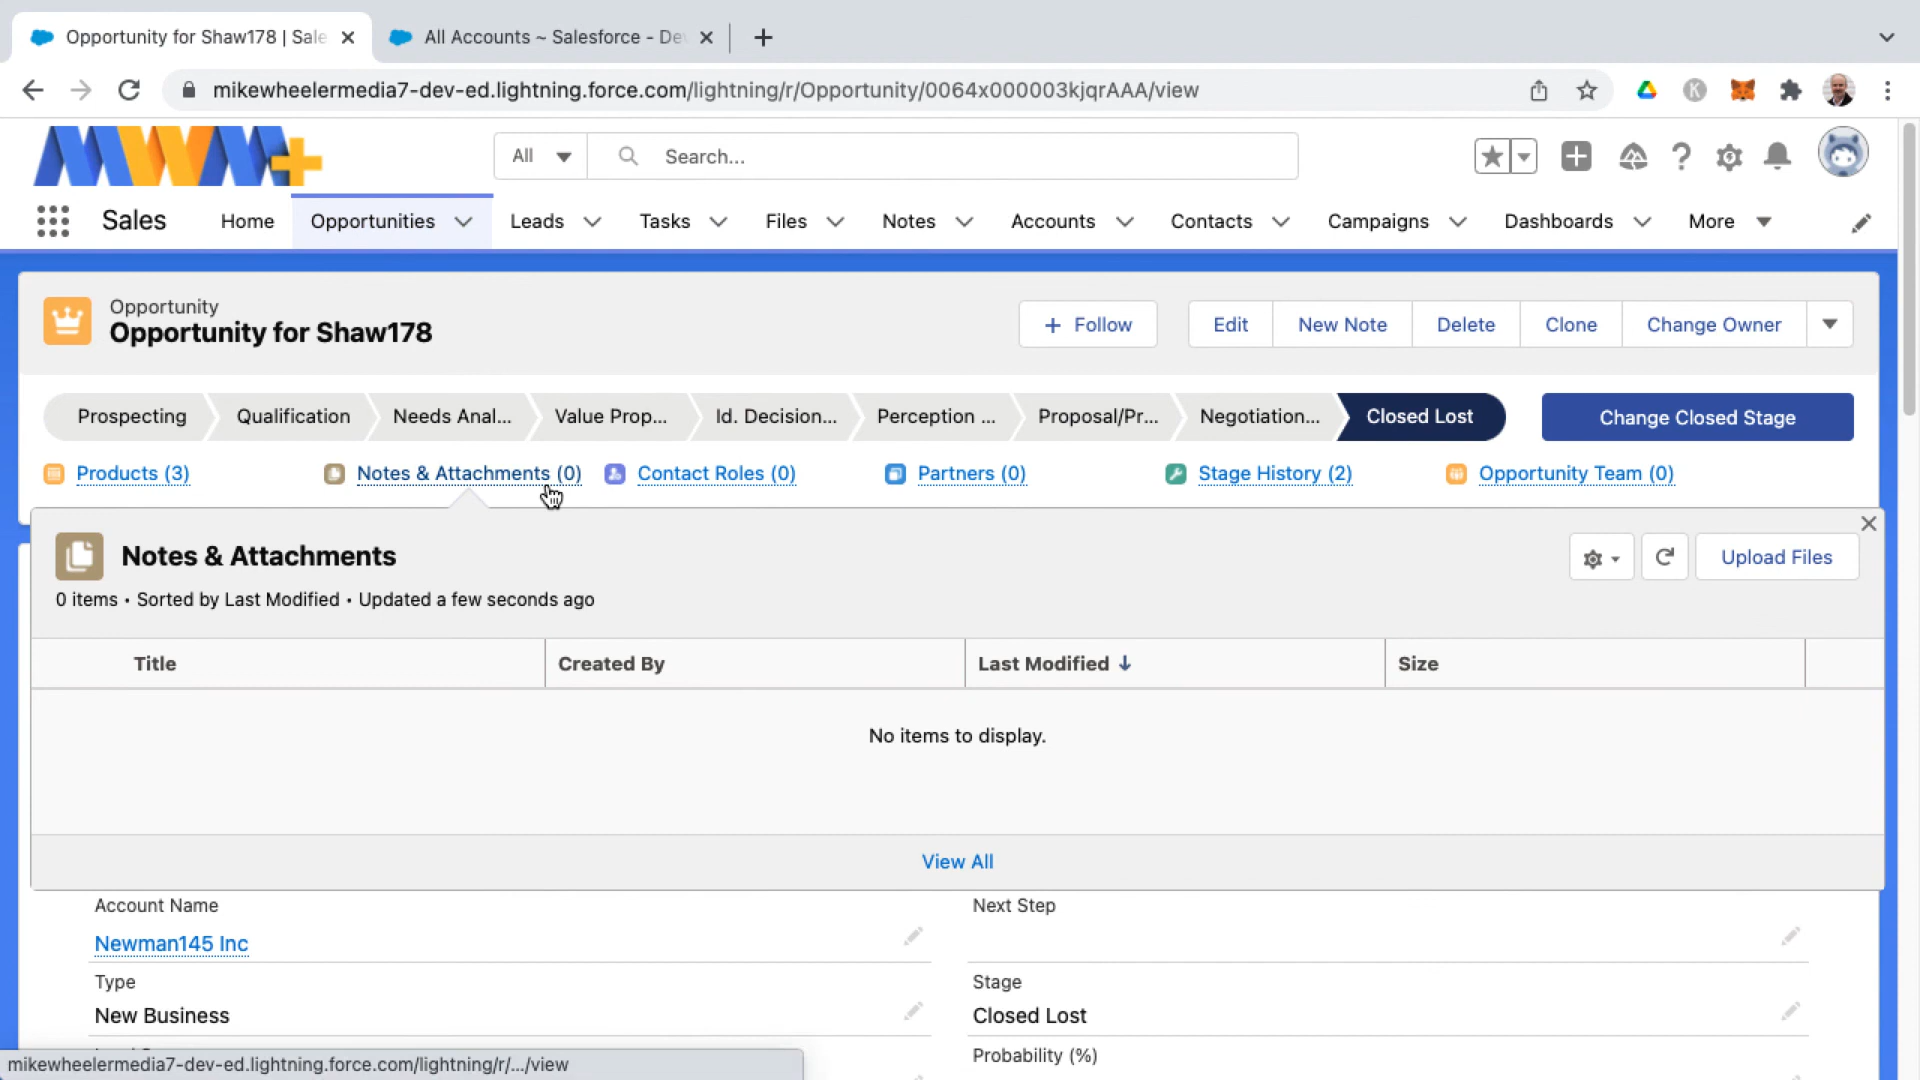 Opportunity for Shaw178 | Sale
All Accounts ~ Salesforce - De
mikewheelermedia7-dev-ed.lightning.force.com/lightning/r/Opportunity/0064x000003kjqrAAA/view
K
MWM+
All
Search...
Sales
Home
Opportunities
Leads
Tasks
Files
Notes
Accounts
Contacts
Campaigns
Dashboards
More
Opportunity
Opportunity for Shaw178
+ Follow
Edit
New Note
Delete
Clone
Change Owner
Prospecting
Qualification
Needs Anal...
Value Prop...
Id. Decision...
Perception ...
Proposal/Pr...
Negotiation...
Closed Lost
Change Closed Stage
Products (3)
Notes & Attachments (0)
Contact Roles (0)
Partners (0)
Stage History (2)
Opportunity Team (0)
Notes & Attachments
0 items • Sorted by Last Modified • Updated a few seconds ago
Upload Files
Title
Created By
Last Modified
Size
No items to display.
View All
Account Name
Next Step
Newman145 Inc
Type
Stage
New Business
Closed Lost
Probability (%)
mikewheelermedia7-dev-ed.lightning.force.com/lightning/r/.../view